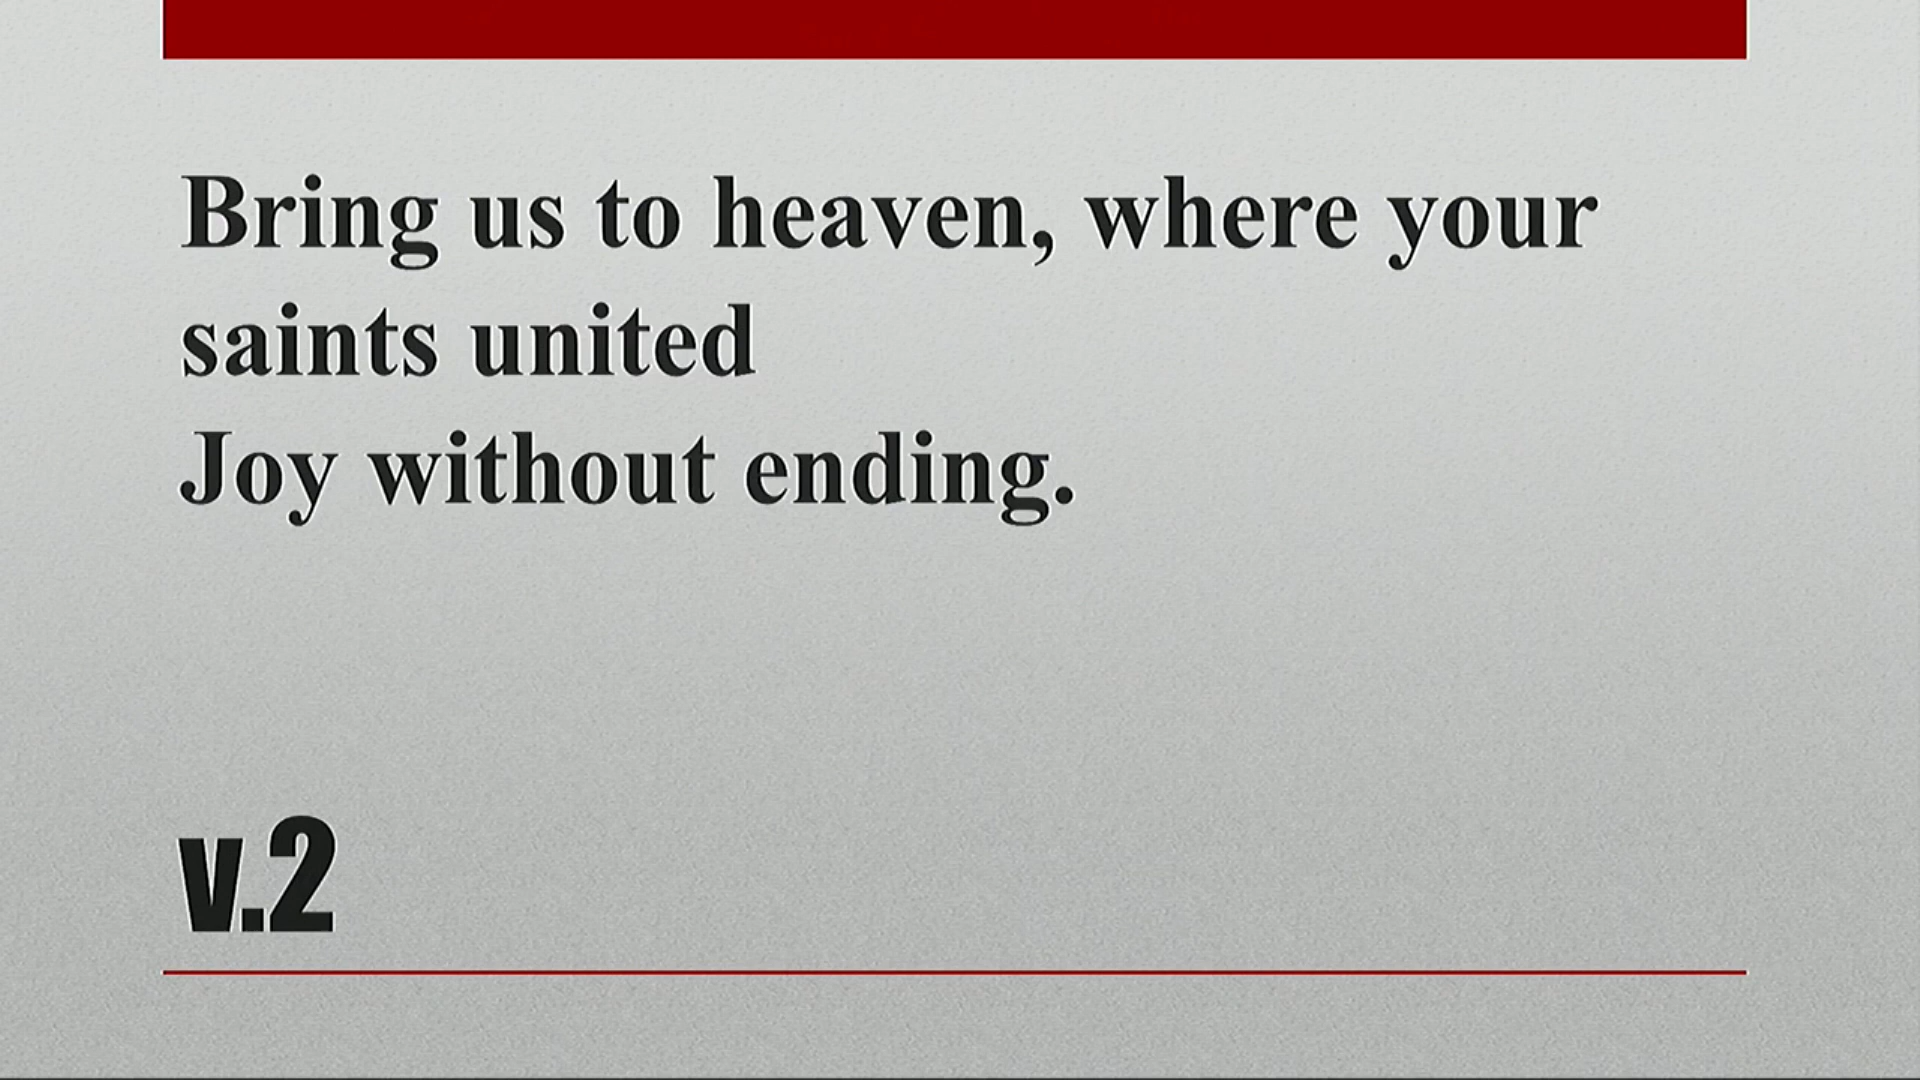 Bring us to heaven, where your
saints united
Joy without ending.
v.2